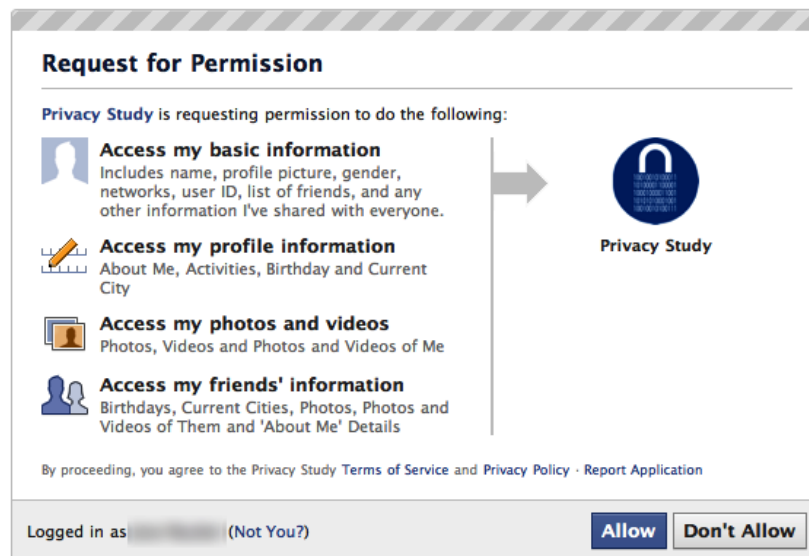 Request for Permission
Privacy Study is requesting permission to do the following:
Access my basic information
Includes name, profile picture, gender,
networks, user ID, list of friends, and any
other information I've shared with everyone.
Access my profile information
About Me, Activities, Birthday and Current
City
Access my photos and videos
Photos, Videos and Photos and Videos of Me
Access my friends' information
Birthdays, Current Cities, Photos, Photos and
Videos of Them and 'About Me' Details
Privacy Study
By proceeding, you agree to the Privacy Study Terms of Service and Privacy Policy · Report Application
Logged in as (Not You?)
Allow
Don't Allow